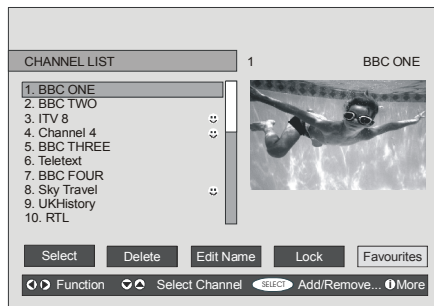 CHANNEL LIST
1 BBC ONE
1. BBC ONE
2. BBC TWO
3. ITV 8
4. Channel 4
5. BBC THREE
6. Teletext
7. BBC FOUR
8. Sky Travel
9. UKHistory
10. RTL
Select Delete Edit Name Lock Favourites
Function Select Channel SELECT Add/Remove... i More